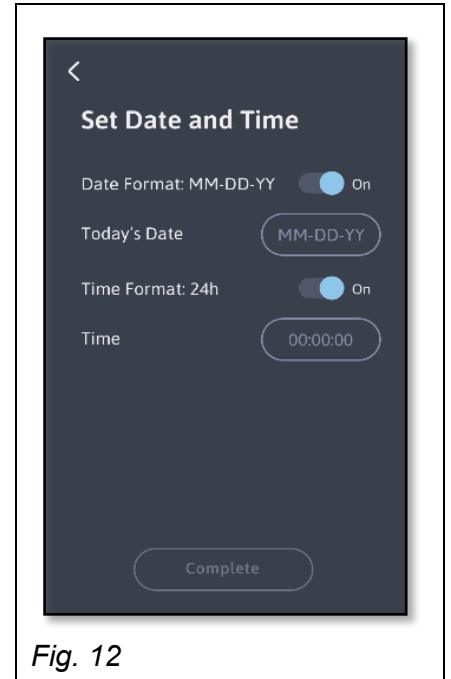 Set Date and Time
Date Format: MM-DD-YY On
Today's Date MM-DD-YY
Time Format: 24h On
Time 00:00:00
Complete
Fig. 12